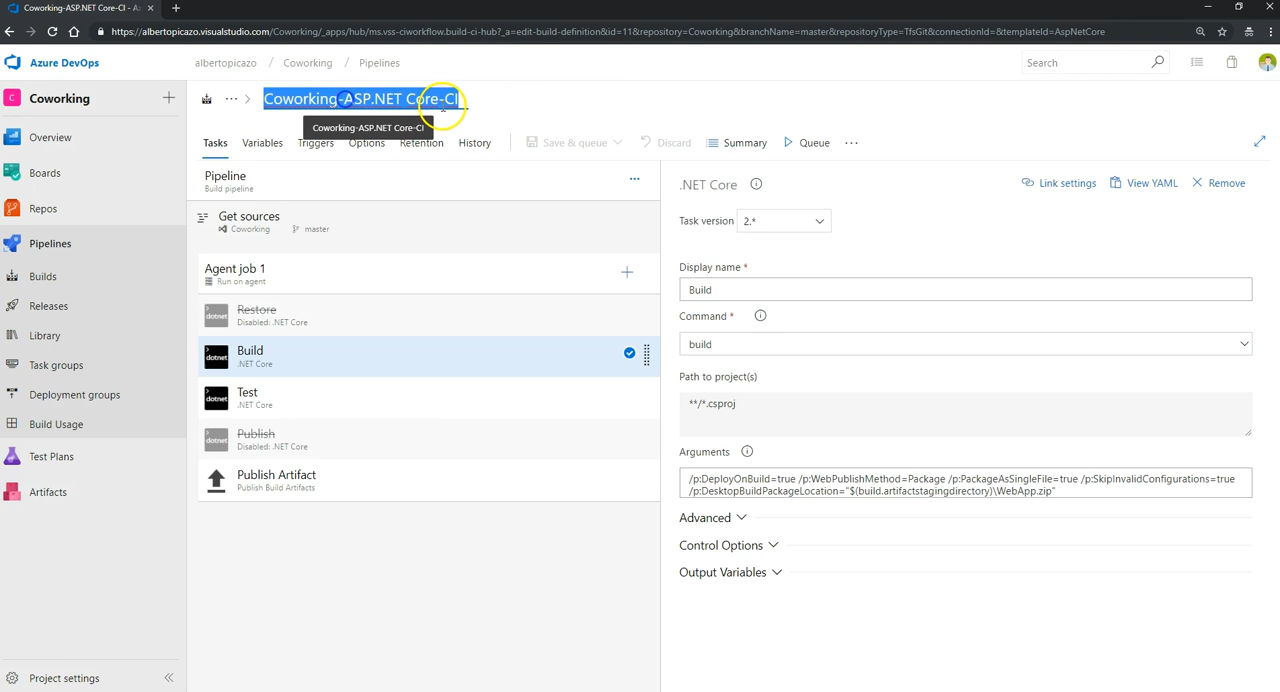 Coworking-ASP.NET Core-CI - A
https://albertopicazo.visualstudio.com/Coworking/_apps/hub/ms.vss-ciworkflow.build-ci-hub?_a=edit-build-definition&id=11&repository=Coworking&branchName=master&repositoryType=TfsGit&connectionId=&templateId=AspNetCore
Azure DevOps
albertopicazo / Coworking / Pipelines
Search
C Coworking
Coworking-ASP.NET Core-CI
Coworking-ASP.NET Core-CI
Tasks Variables Triggers Options Retention History Save & queue Discard Summary Queue ...
Overview
Boards
Repos
Pipelines
Builds
Releases
Library
Task groups
Deployment groups
Build Usage
Test Plans
Artifacts
Project settings
Pipeline
Build pipeline
Get sources
Coworking master
Agent job 1
Run on agent
Restore
Disabled: .NET Core
dotnet
Build
.NET Core
dotnet
Test
.NET Core
dotnet
Publish
Disabled: .NET Core
dotnet
Publish Artifact
Publish Build Artifacts
.NET Core
Link settings View YAML Remove
Task version 2.*
Display name *
Build
Command *
build
Path to project(s)
**/*.csproj
Arguments
/p:DeployOnBuild=true /p:WebPublishMethod=Package /p:PackageAsSingleFile=true /p:SkipInvalidConfigurations=true
/p:DesktopBuildPackageLocation="$(build.artifactstagingdirectory)\WebApp.zip"
Advanced
Control Options
Output Variables